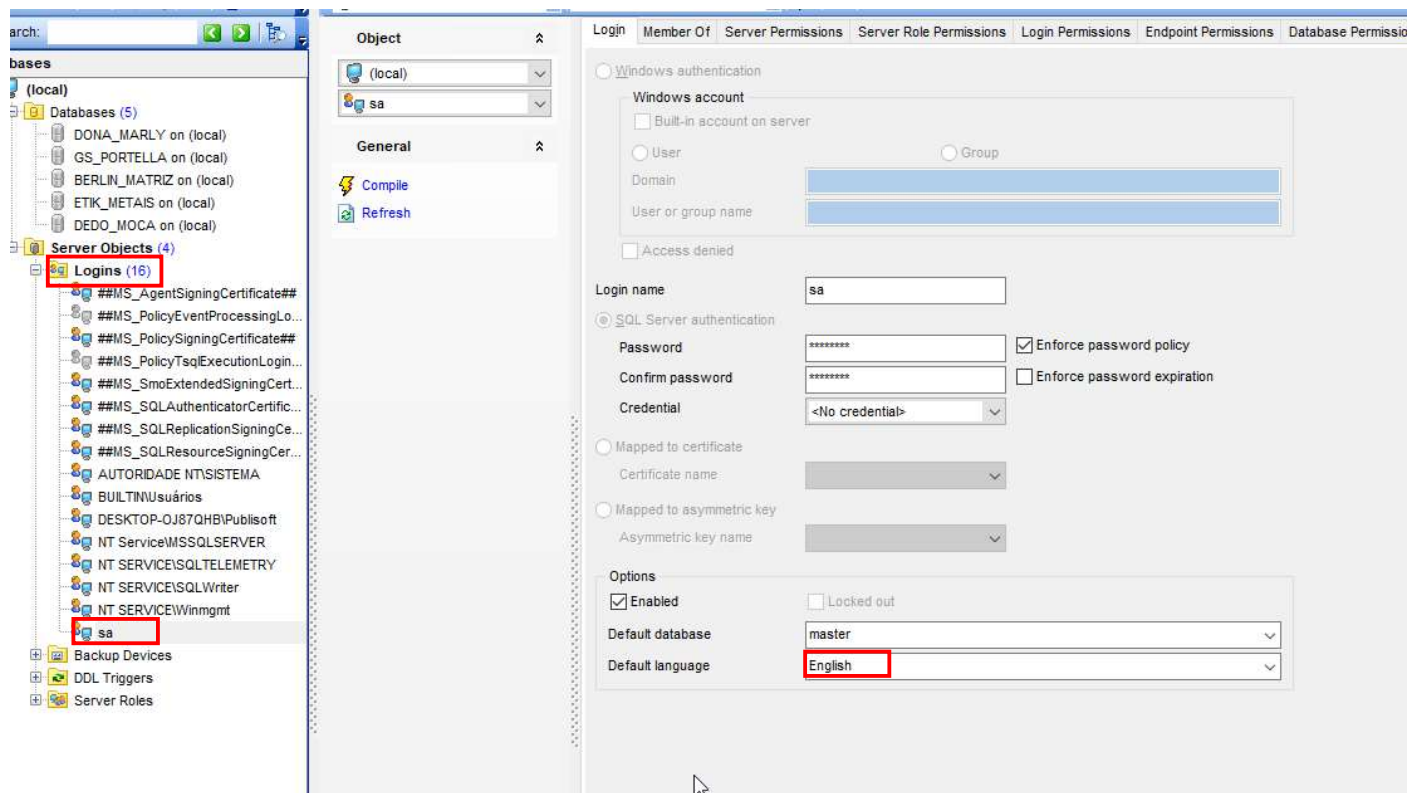 arch:
bases
(local)
Databases (5)
DONA_MARLY on (local)
GS_PORTELLA on (local)
BERLIN_MATRIZ on (local)
ETIK_METAIS on (local)
DEDO_MOCA on (local)
Server Objects (4)
Logins (16)
##MS_AgentSigningCertificate##
##MS_PolicyEventProcessingLo...
##MS_PolicySigningCertificate##
##MS_PolicyTsqlExecutionLogin...
##MS_SmoExtendedSigningCert...
##MS_SQLAuthenticatorCertific...
##MS_SQLReplicationSigningCe...
##MS_SQLResourceSigningCer...
AUTORIDADE NT\SISTEMA
BUILTIN\Usuários
DESKTOP-OJ87QHB\Publisoft
NT Service\MSSQLSERVER
NT SERVICE\SQLTELEMETRY
NT SERVICE\SQLWriter
NT SERVICE\Winmgmt
sa
Backup Devices
DDL Triggers
Server Roles
Object
(local)
sa
General
Compile
Refresh
Login Member Of Server Permissions Server Role Permissions Login Permissions Endpoint Permissions Database Permissio
Windows authentication
Windows account
Built-in account on server
User Group
Domain
User or group name
Access denied
Login name sa
SQL Server authentication
Password ******** Enforce password policy
Confirm password ******** Enforce password expiration
Credential <No credential>
Mapped to certificate
Certificate name
Mapped to asymmetric key
Asymmetric key name
Options
Enabled Locked out
Default database master
Default language English